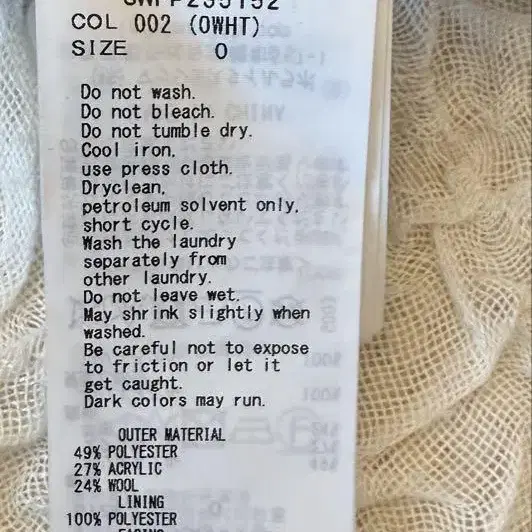 COL 002 (OWHT)
SIZE 0
Do not wash.
Do not bleach.
Do not tumble dry.
Cool iron,
use press cloth.
Dryclean,
petroleum solvent only,
short cycle.
Wash the laundry
separately from
other laundry.
Do not leave wet.
May shrink slightly when
washed.
Be careful not to expose
to friction or let it
get caught.
Dark colors may run.
OUTER MATERIAL
49% POLYESTER
27% ACRYLIC
24% WOOL
LINING
100% POLYESTER